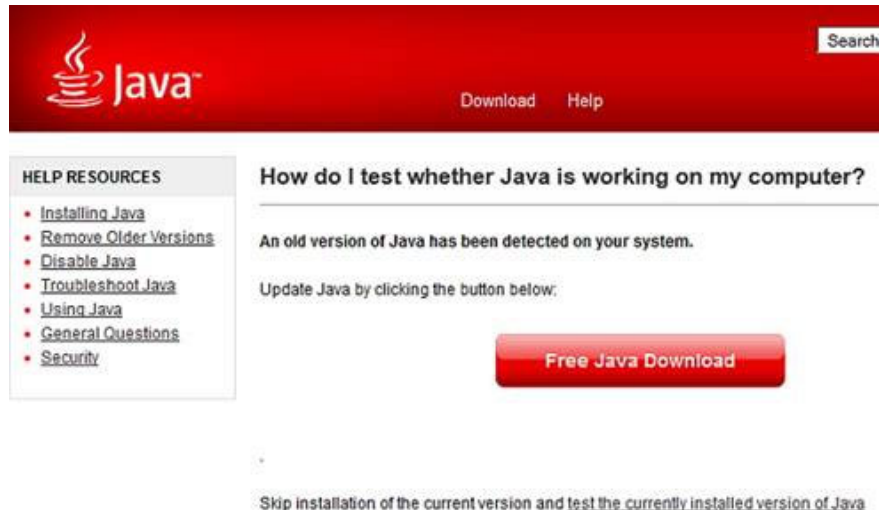 Java™
Search
Download Help
HELP RESOURCES
Installing Java
Remove Older Versions
Disable Java
Troubleshoot Java
Using Java
General Questions
Security
How do I test whether Java is working on my computer?
An old version of Java has been detected on your system.
Update Java by clicking the button below:
Free Java Download
Skip installation of the current version and test the currently installed version of Java